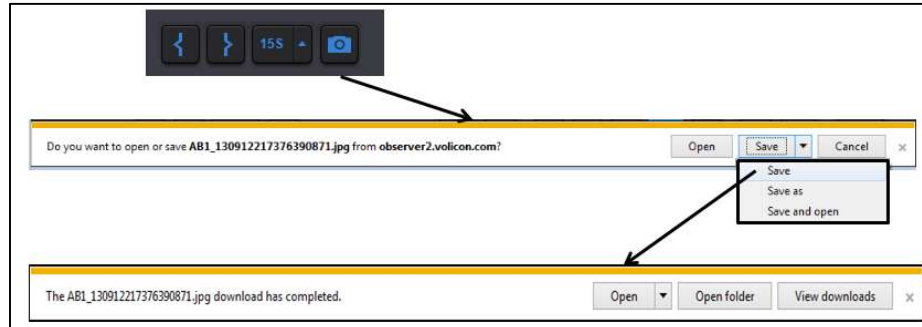 { } 15S
Do you want to open or save AB1_130912217376390871.jpg from observer2.volicon.com? Open Save Cancel ×
Save
Save as
Save and open
The AB1_130912217376390871.jpg download has completed. Open Open folder View downloads ×